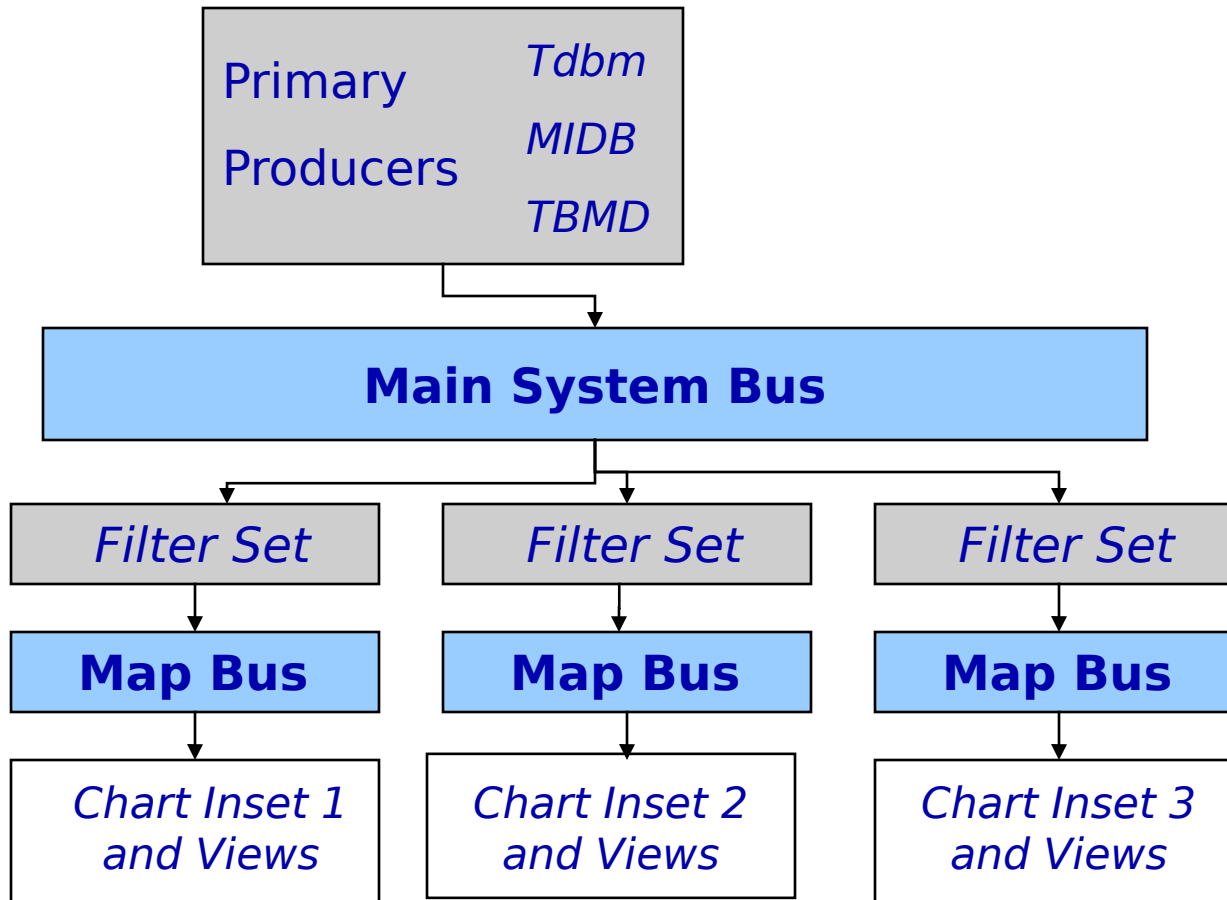 Primary
Producers
Tdbm
MIDB
TBMD
Main System Bus
Filter Set
Filter Set
Filter Set
Map Bus
Map Bus
Map Bus
Chart Inset 1
and Views
Chart Inset 2
and Views
Chart Inset 3
and Views